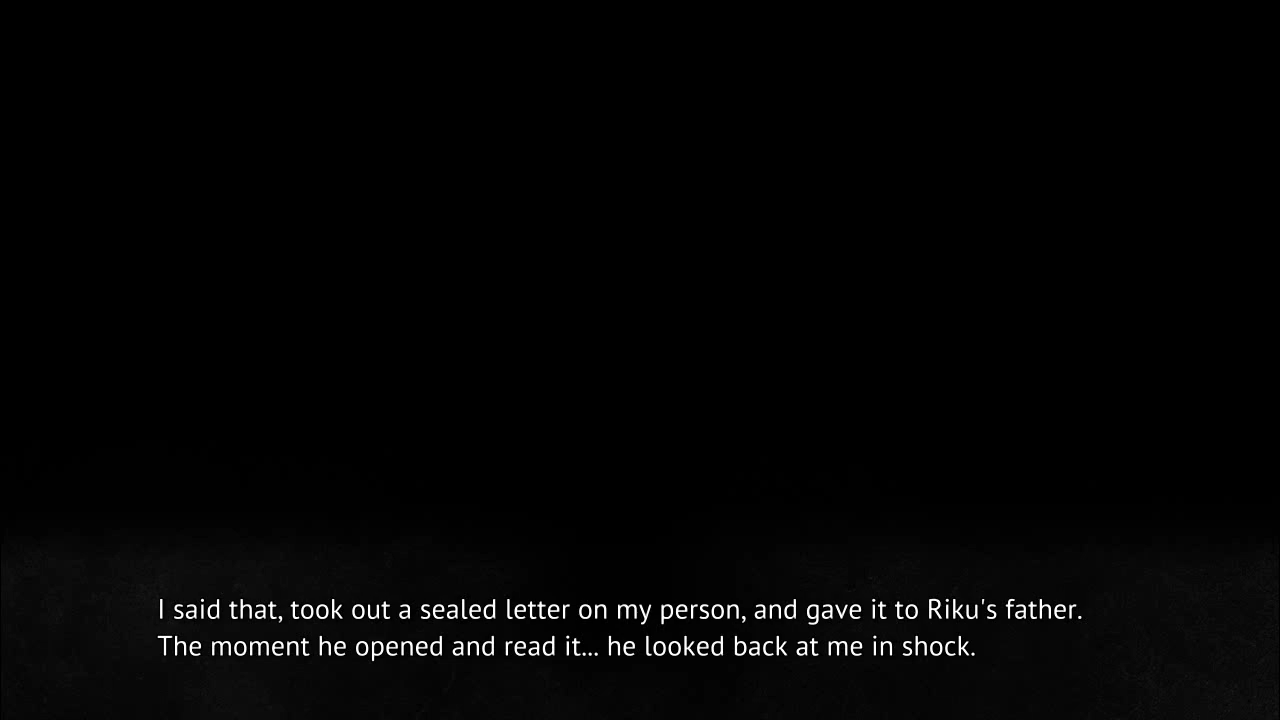 I said that, took out a sealed letter on my person, and gave it to Riku's father.
The moment he opened and read it... he looked back at me in shock.